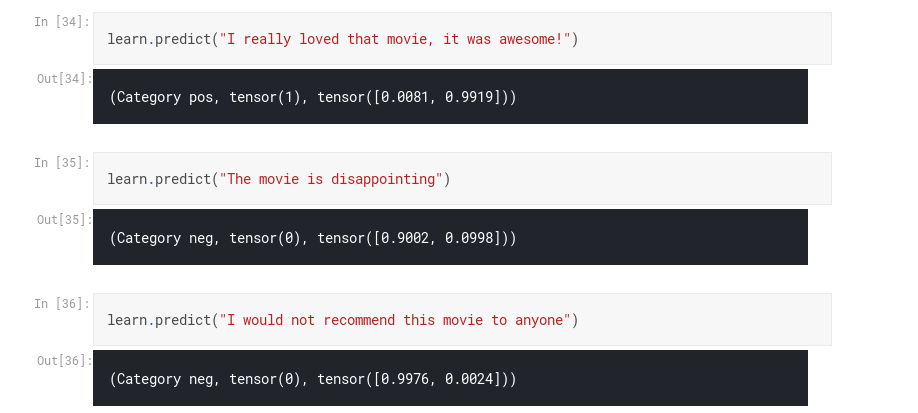 In [34]:
learn.predict("I really loved that movie, it was awesome!")
Out[34]:
(Category pos, tensor(1), tensor([0.0081, 0.9919]))
In [35]:
learn.predict("The movie is disappointing")
Out[35]:
(Category neg, tensor(0), tensor([0.9002, 0.0998]))
In [36]:
learn.predict("I would not recommend this movie to anyone")
Out[36]:
(Category neg, tensor(0), tensor([0.9976, 0.0024]))